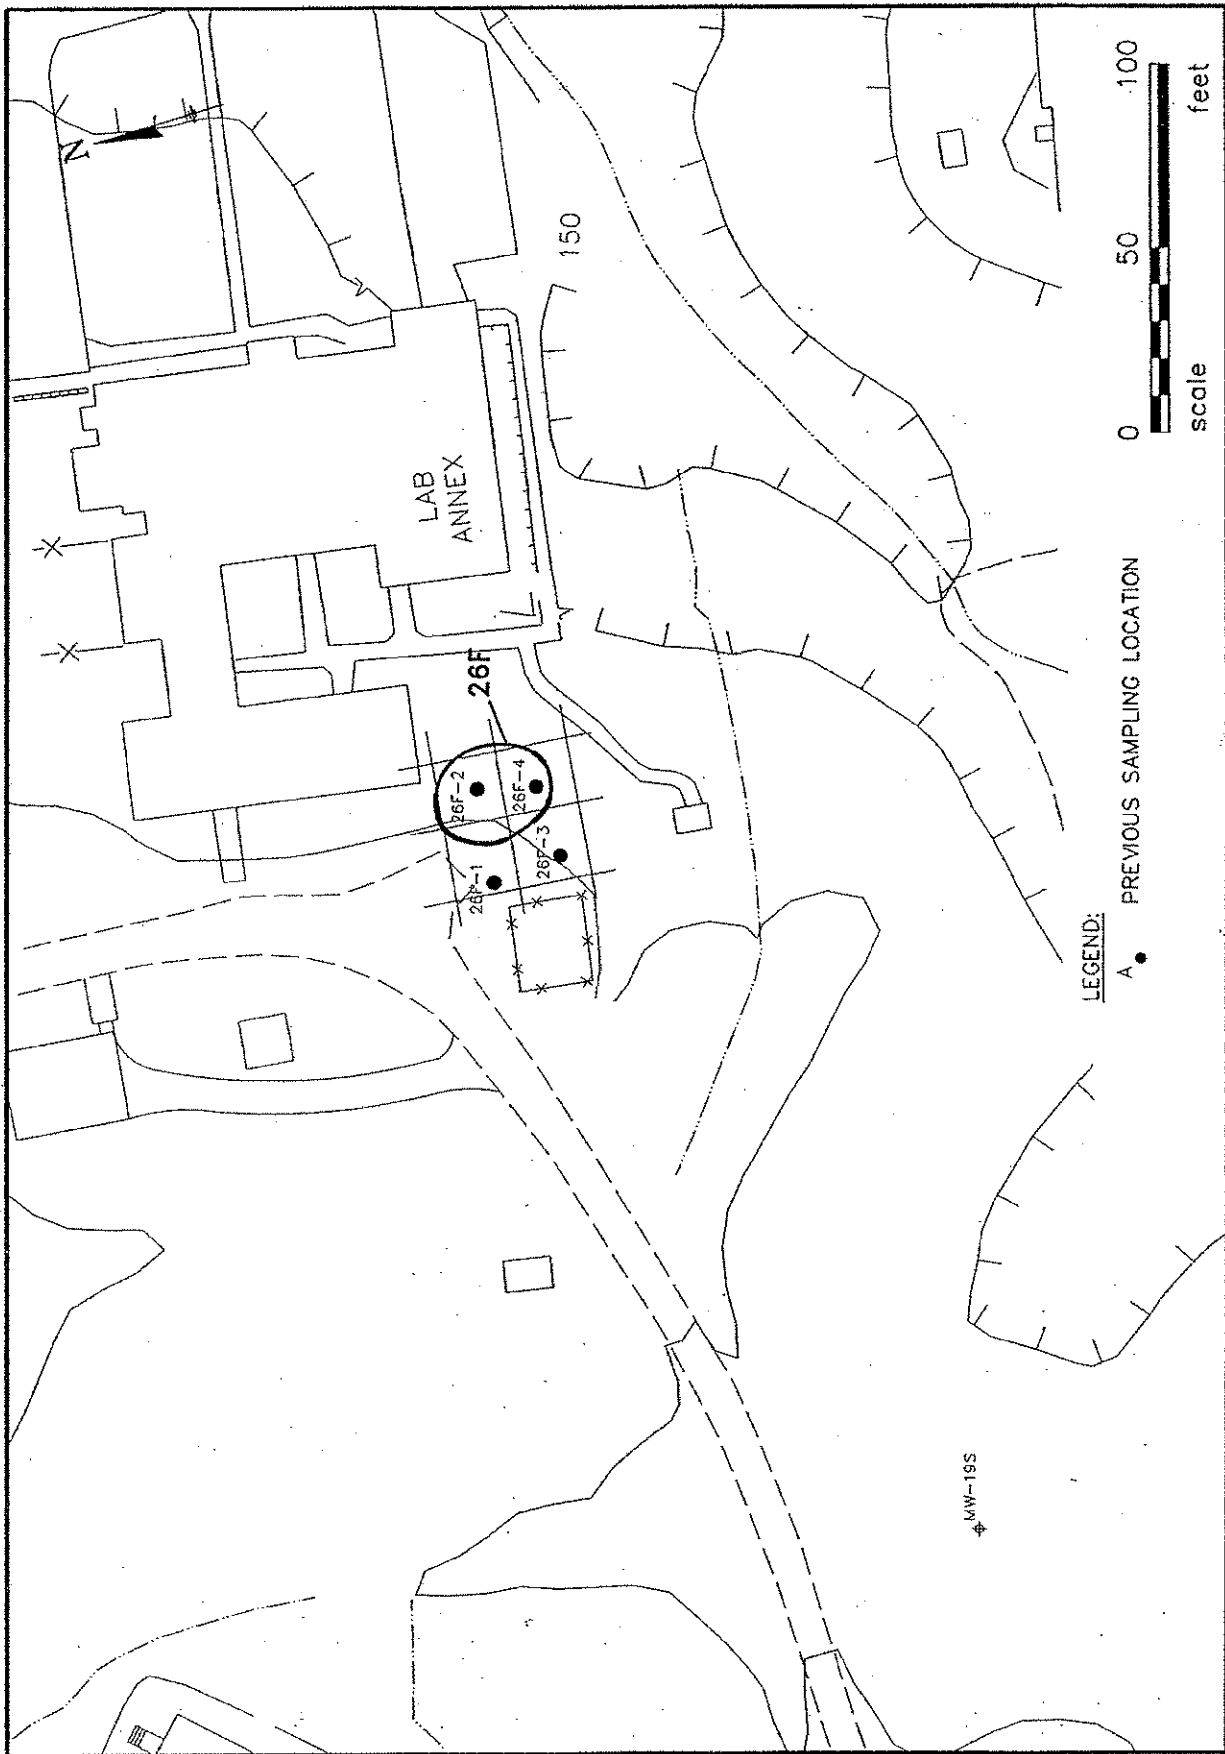 N
150
LAB
ANNEX
26F
26F-2
26F-4
26F-1
26F-3
MW-19S
LEGEND:
A PREVIOUS SAMPLING LOCATION
0 50 100
scale feet